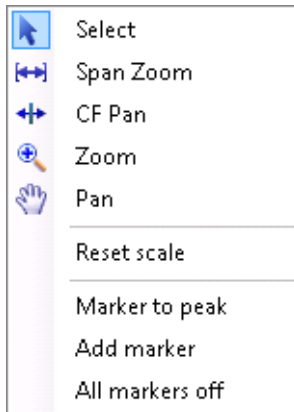 Select
Span Zoom
CF Pan
Zoom
Pan
Reset scale
Marker to peak
Add marker
All markers off